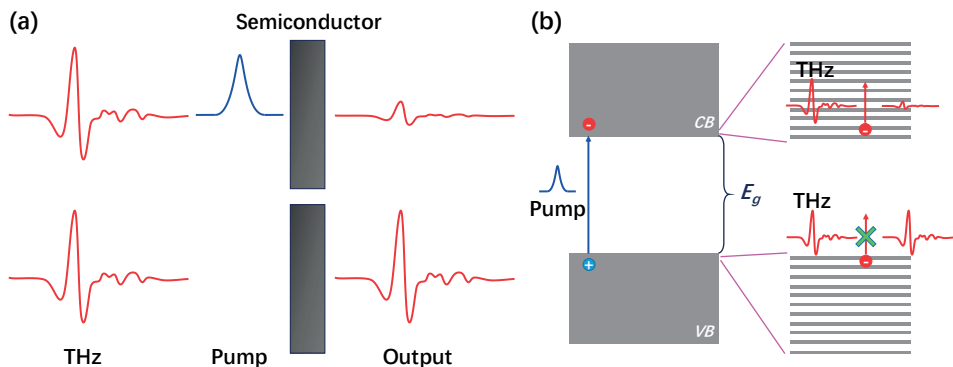 (a)
Semiconductor
THz
Pump
Output
(b)
CB
Pump
E_g
VB
THz
-
THz
-
-
+